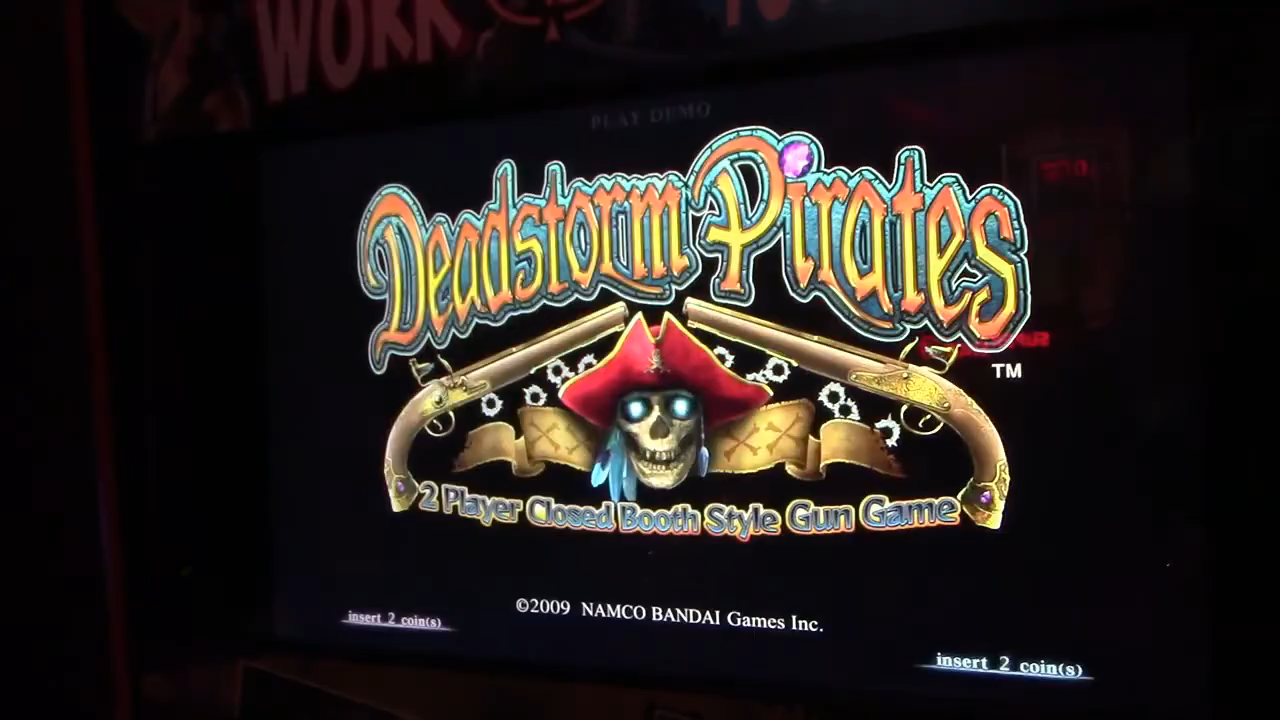 WORK
TO
PLAY DEMO
Deadstorm Pirates
TM
2 Player Closed Booth Style Gun Game
©2009 NAMCO BANDAI Games Inc.
insert 2 coin(s)
insert 2 coin(s)